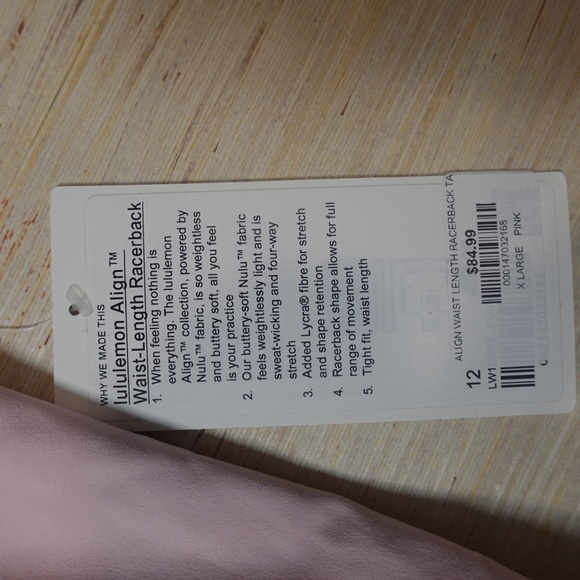 WHY WE MADE THIS
lululemon Align™
Waist-Length Racerback
1. When feeling nothing is
everything. The lululemon
Align™ collection, powered by
Nulu™ fabric, is so weightless
and buttery soft, all you feel
is your practice
2. Our buttery-soft Nulu™ fabric
feels weightlessly light and is
sweat-wicking and four-way
stretch
3. Added Lycra® fibre for stretch
and shape retention
4. Racerback shape allows for full
range of movement
5. Tight fit, waist length
ALIGN WAIST LENGTH RACERBACK TA
12 $84.99
LW1
000147032168
X LARGE PINK